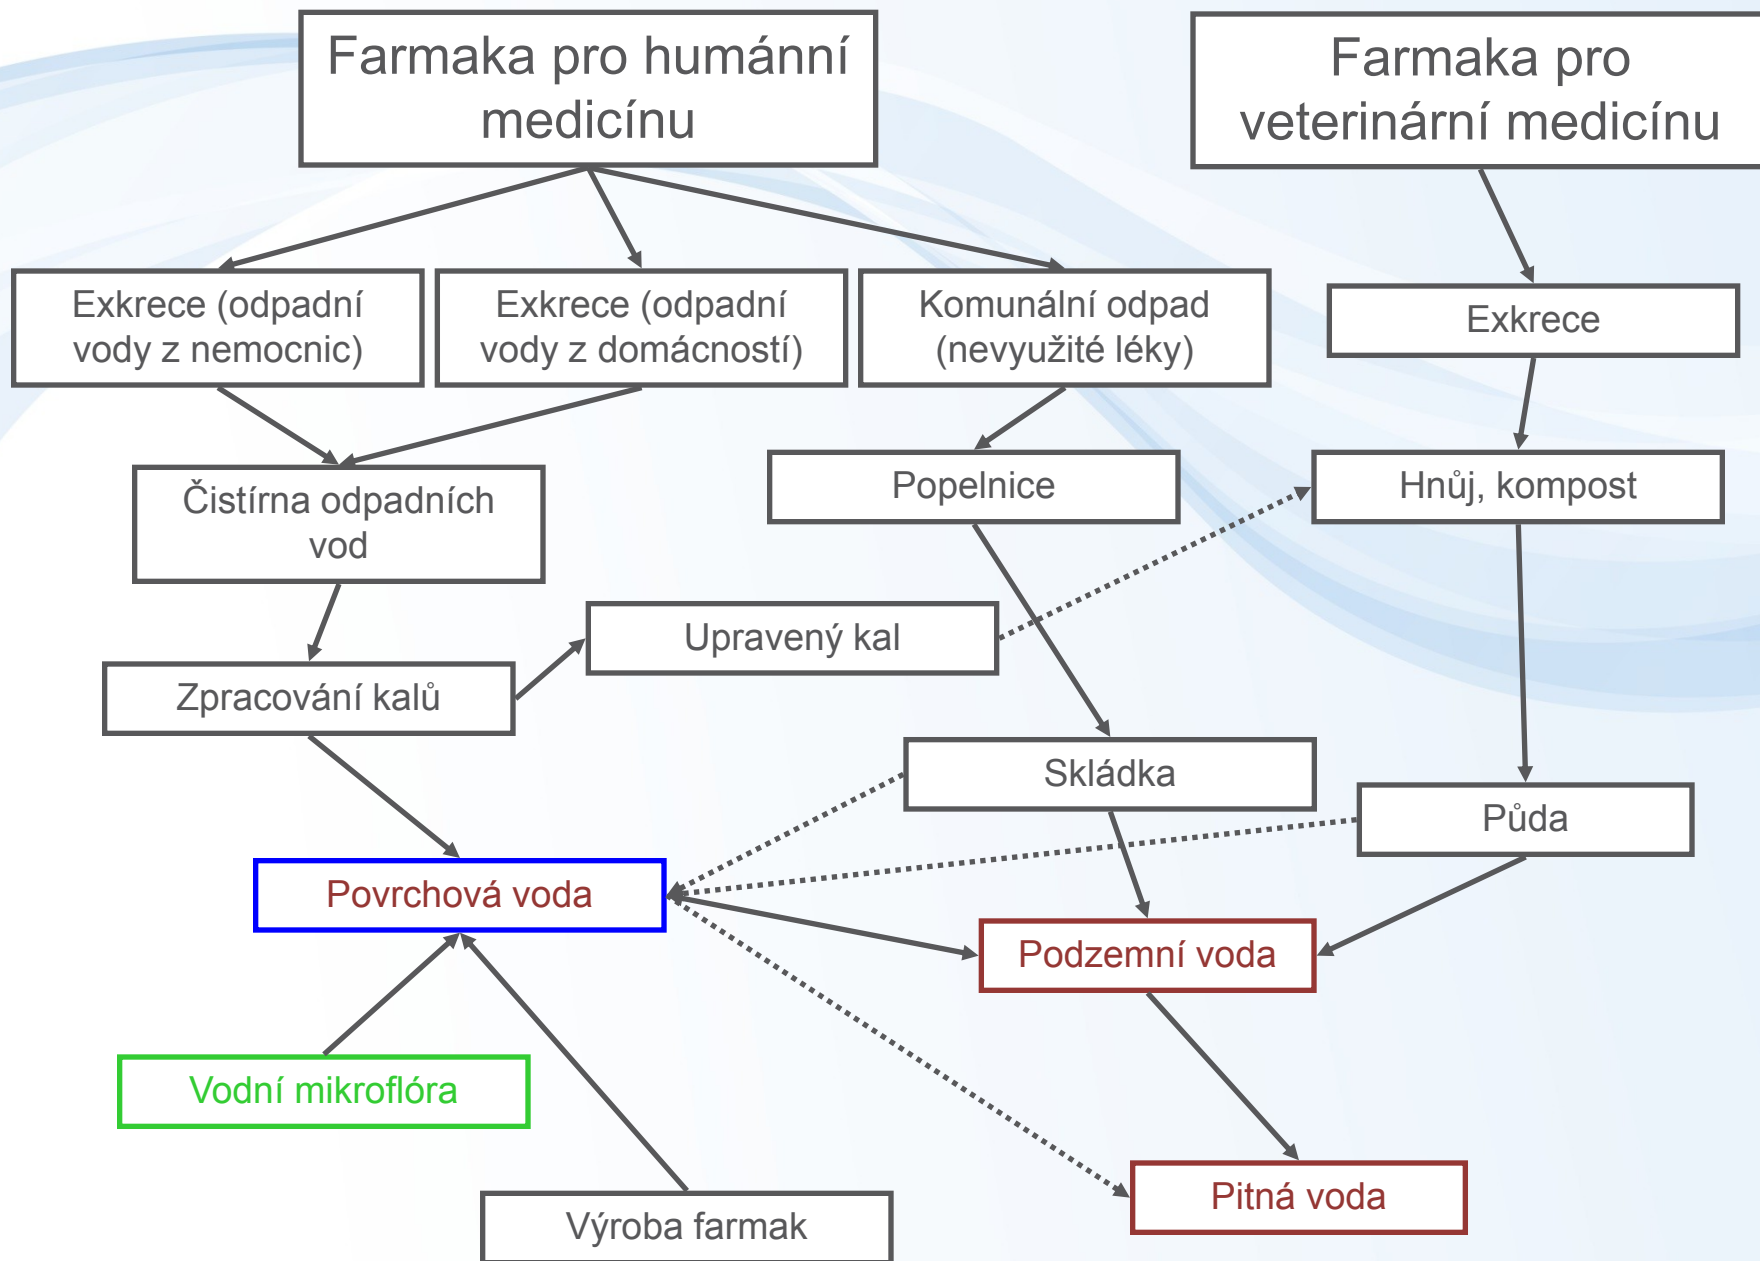 Farmaka pro humánní
medicínu
Farmaka pro
veterinární medicínu
Exkrece (odpadní
vody z nemocnic)
Exkrece (odpadní
vody z domácností)
Komunální odpad
(nevyužité léky)
Exkrece
Čistírna odpadních
vod
Popelnice
Hnůj, kompost
Upravený kal
Zpracování kalů
Skládka
Půda
Povrchová voda
Podzemní voda
Vodní mikroflóra
Pitná voda
Výroba farmak